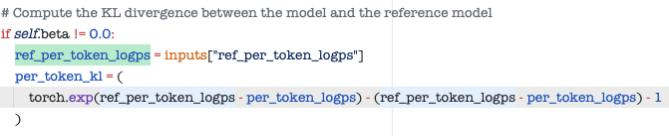 # Compute the KL divergence between the model and the reference model
if self.beta != 0.0:
ref_per_token_logps = inputs["ref_per_token_logps"]
per_token_kl = (
torch.exp(ref_per_token_logps - per_token_logps) - (ref_per_token_logps - per_token_logps) - 1
)